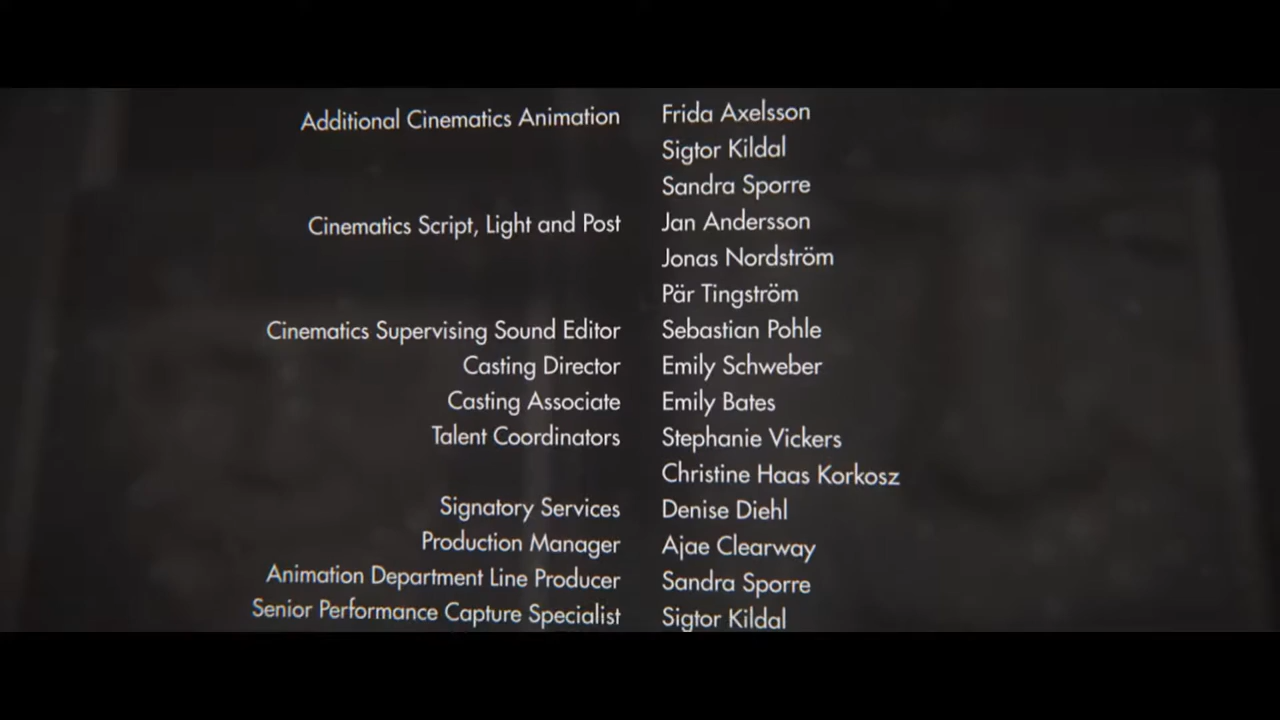 Additional Cinematics Animation Frida Axelsson
Sigtor Kildal
Sandra Sporre
Cinematics Script, Light and Post Jan Andersson
Jonas Nordström
Pär Tingström
Cinematics Supervising Sound Editor Sebastian Pohle
Casting Director Emily Schweber
Casting Associate Emily Bates
Talent Coordinators Stephanie Vickers
Christine Haas Korkosz
Signatory Services Denise Diehl
Production Manager Ajae Clearway
Animation Department Line Producer Sandra Sporre
Senior Performance Capture Specialist Sigtor Kildal